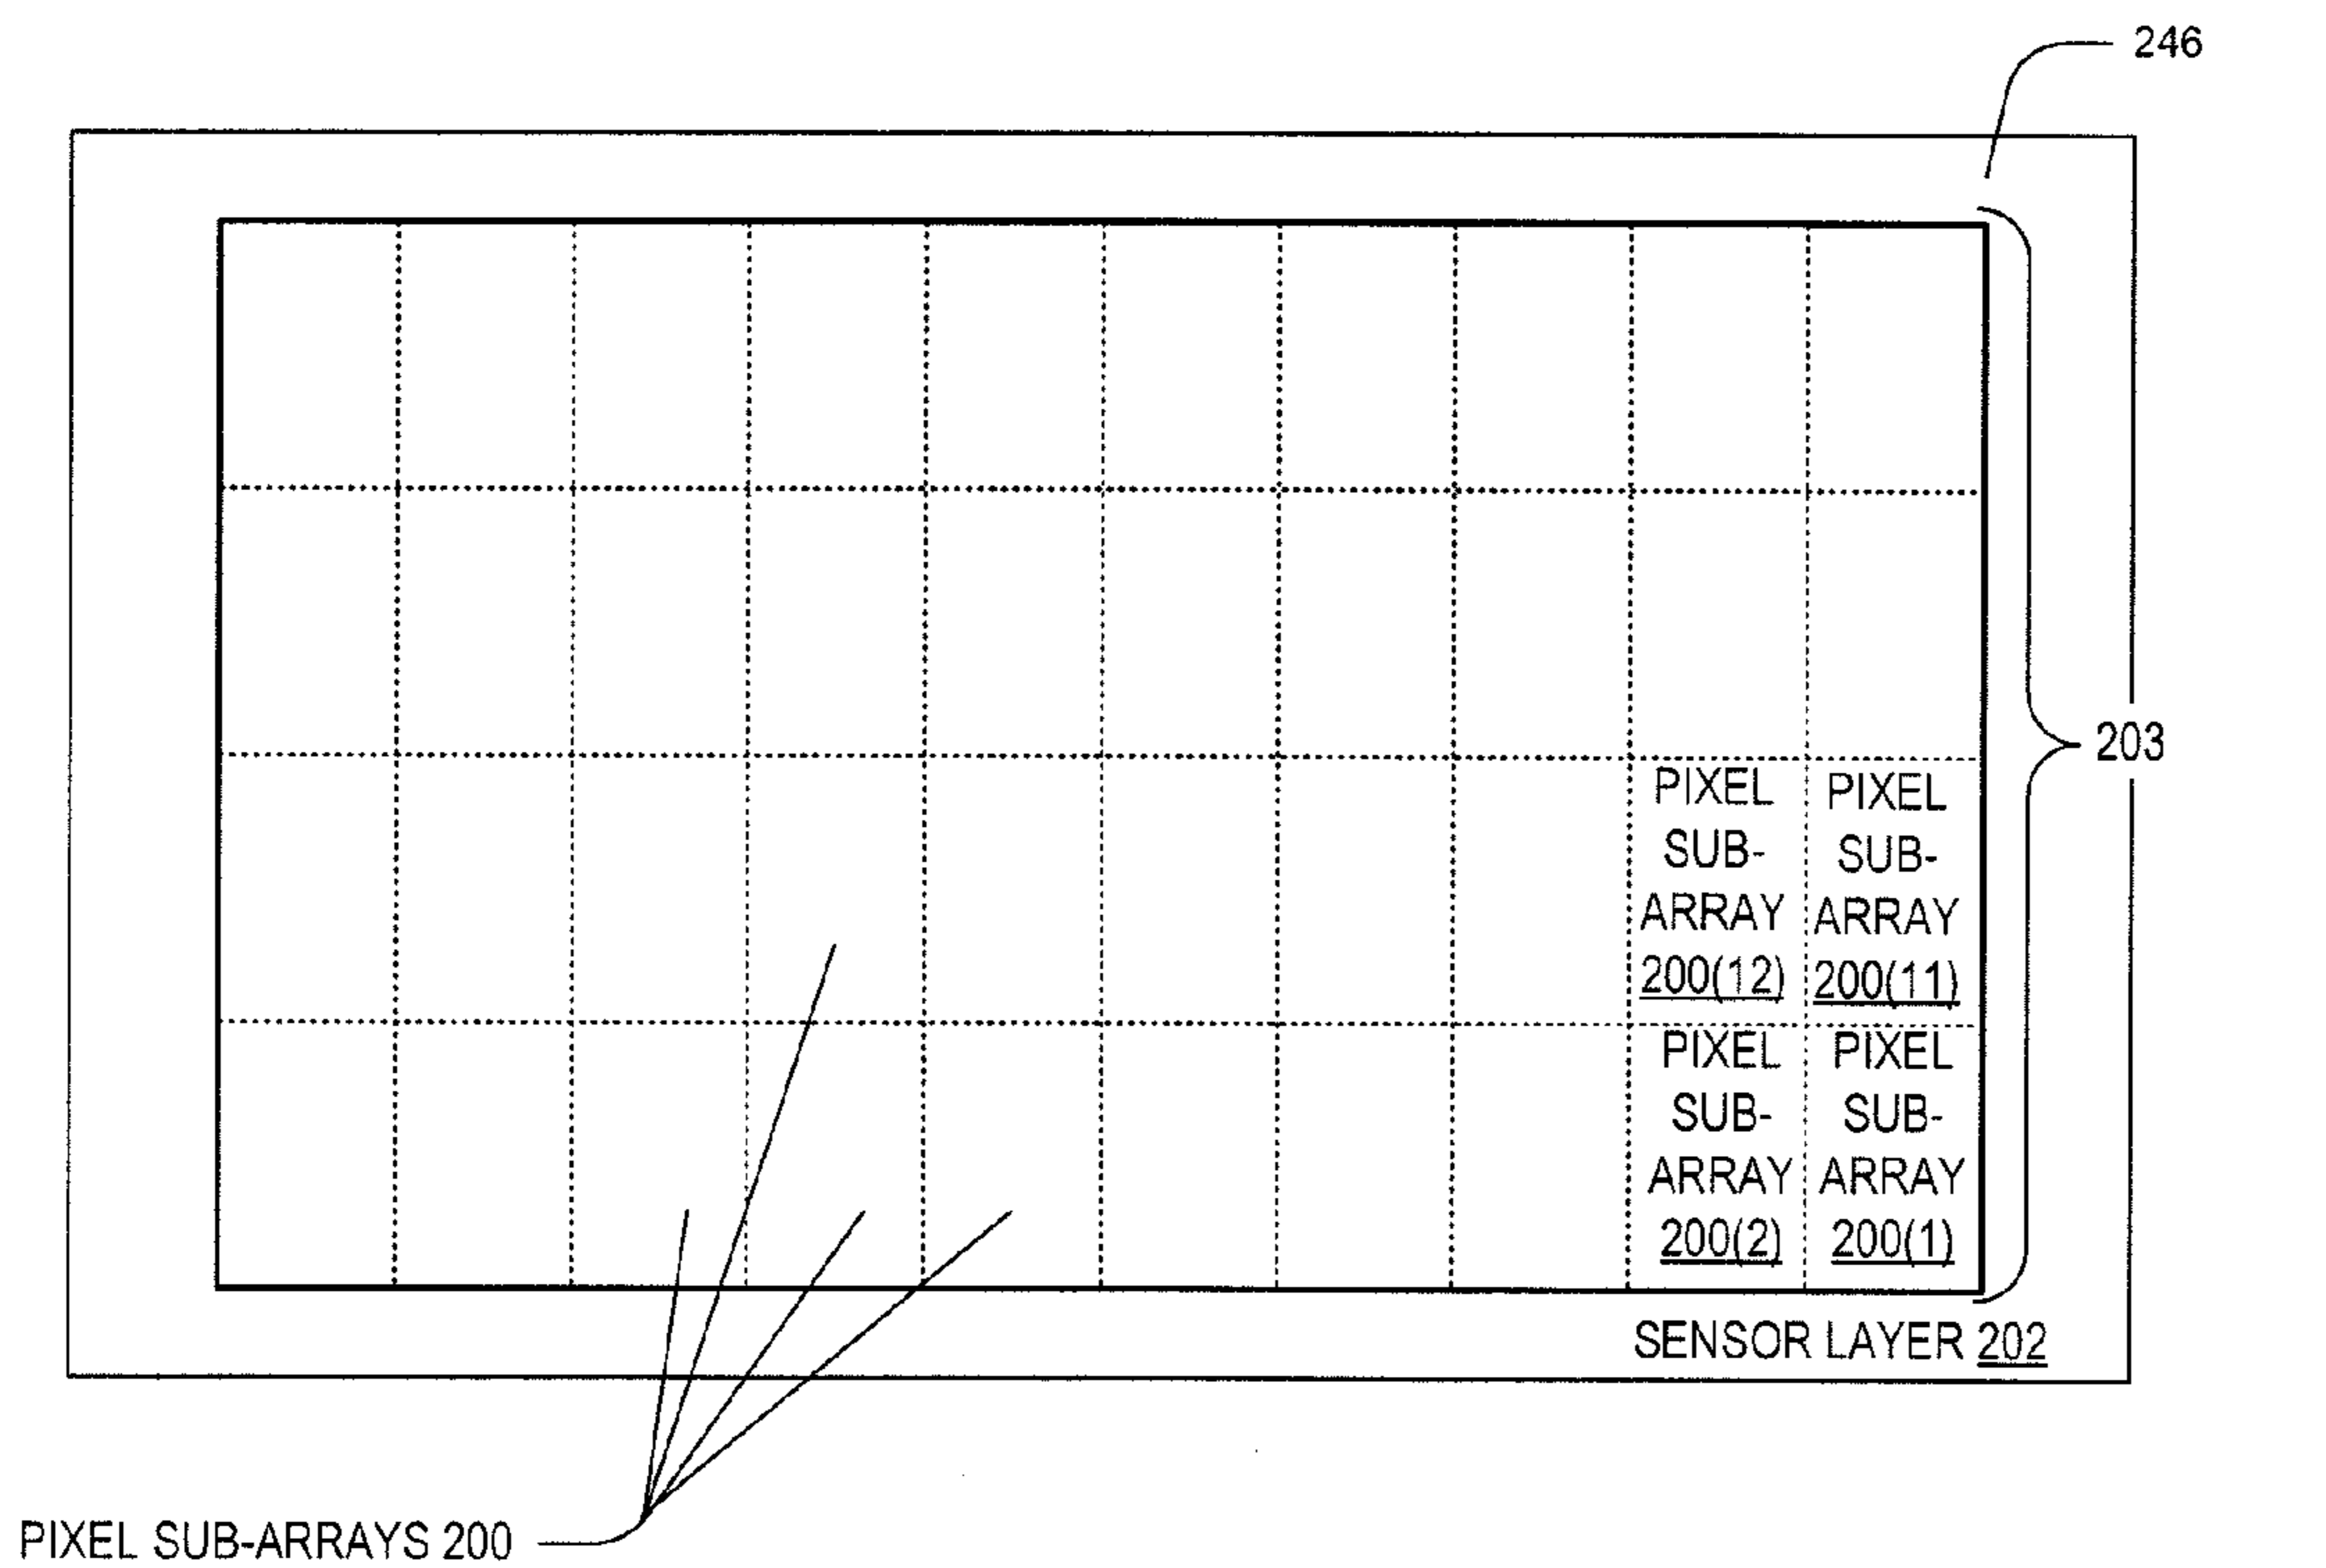 246
203
PIXEL
SUB-
ARRAY
200(12)
PIXEL
SUB-
ARRAY
200(11)
PIXEL
SUB-
ARRAY
200(2)
PIXEL
SUB-
ARRAY
200(1)
SENSOR LAYER 202
PIXEL SUB-ARRAYS 200